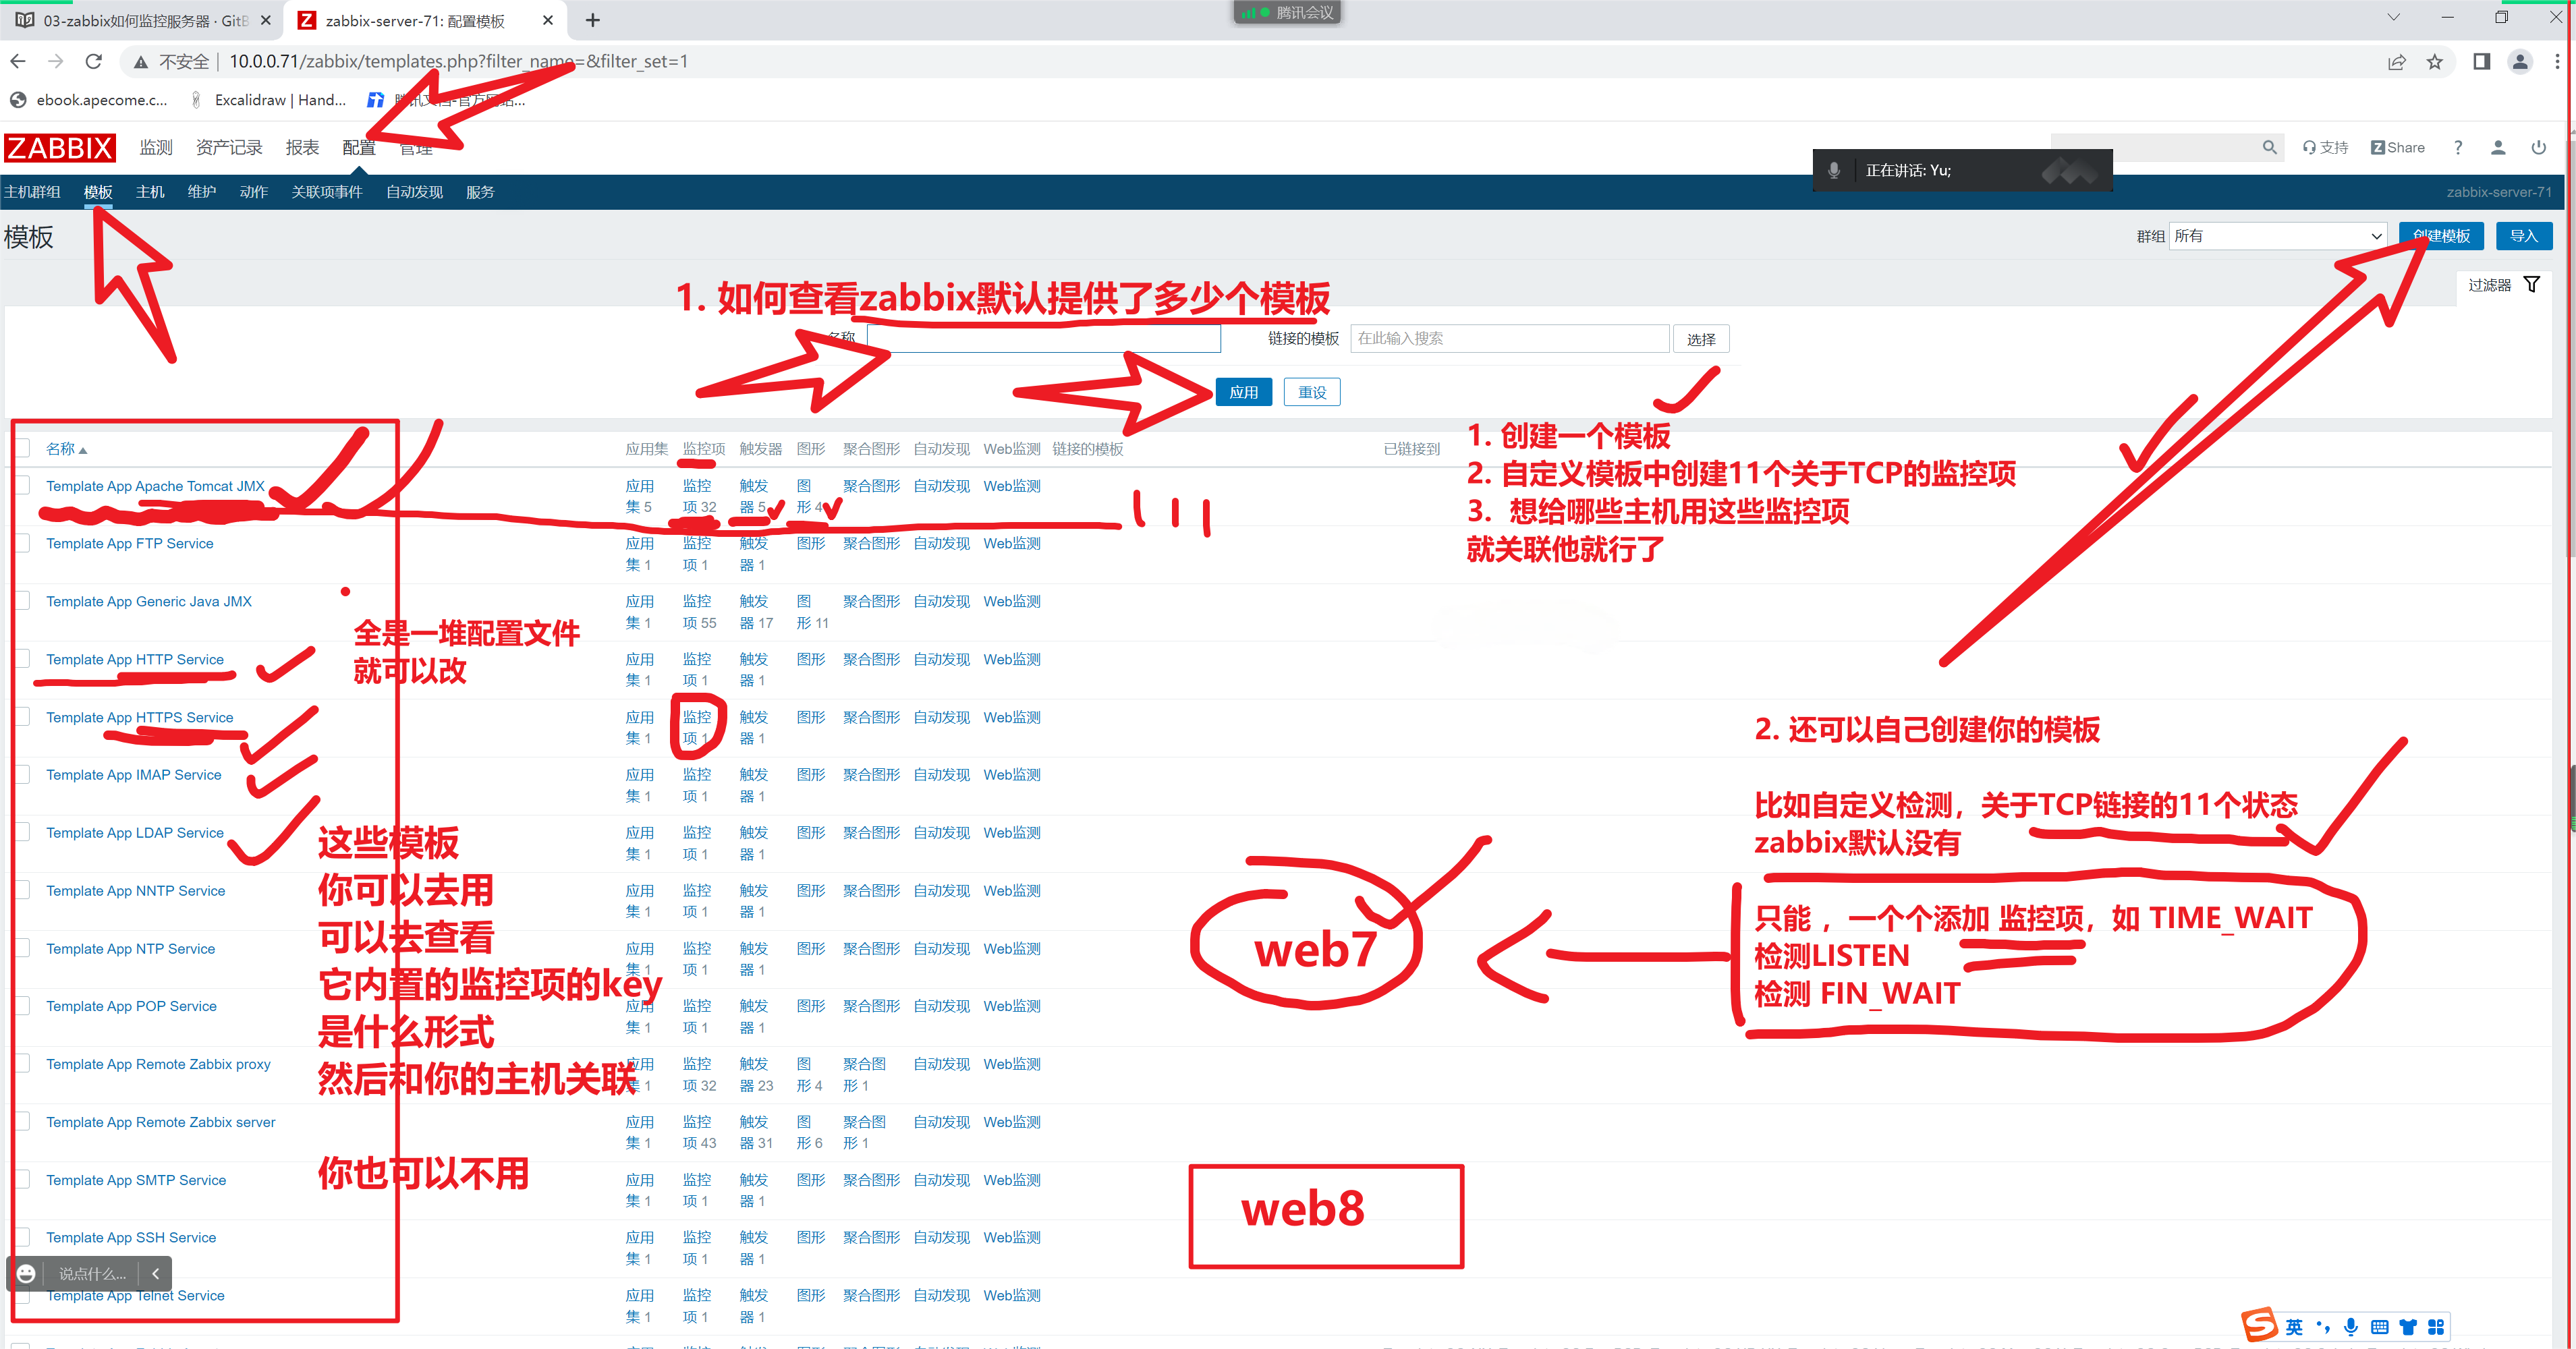 03-zabbix如何监控服务器 · GitB
zabbix-server-71: 配置模板
腾讯会议
不安全 10.0.0.71/zabbix/templates.php?filter_name=&filter_set=1
ebook.apecome.c... Excalidraw | Hand... 腾讯文档-官方网站-...
ZABBIX 监测 资产记录 报表 配置 管理
支持 Share ?
正在讲话: Yu;
主机群组 模板 主机 维护 动作 关联项事件 自动发现 服务 zabbix-server-71
模板 群组 所有 创建模板 导入
过滤器
1. 如何查看zabbix默认提供了多少个模板
名称 链接的模板 在此输入搜索 选择
应用 重设
名称 应用集 监控项 触发器 图形 聚合图形 自动发现 Web监测 链接的模板 已链接到
1. 创建一个模板
2. 自定义模板中创建11个关于TCP的监控项
3. 想给哪些主机用这些监控项
就关联他就行了
Template App Apache Tomcat JMX 应用集 5 监控项 32 触发器 5 图形 4 聚合图形 自动发现 Web监测
Template App FTP Service 应用集 1 监控项 1 触发器 1 图形 聚合图形 自动发现 Web监测
Template App Generic Java JMX 应用集 1 监控项 55 触发器 17 图形 11 聚合图形 自动发现 Web监测
全是一堆配置文件
就可以改
Template App HTTP Service 应用集 1 监控项 1 触发器 1 图形 聚合图形 自动发现 Web监测
Template App HTTPS Service 应用集 1 监控项 1 触发器 1 图形 聚合图形 自动发现 Web监测
2. 还可以自己创建你的模板
比如自定义检测，关于TCP链接的11个状态
zabbix默认没有
只能 ，一个个添加 监控项，如 TIME_WAIT
检测LISTEN
检测 FIN_WAIT
Template App IMAP Service 应用集 1 监控项 1 触发器 1 图形 聚合图形 自动发现 Web监测
Template App LDAP Service 应用集 1 监控项 1 触发器 1 图形 聚合图形 自动发现 Web监测
这些模板
你可以去用
可以去查看
它内置的监控项的key
是什么形式
然后和你的主机关联
你也可以不用
Template App NNTP Service 应用集 1 监控项 1 触发器 1 图形 聚合图形 自动发现 Web监测
web7
Template App NTP Service 应用集 1 监控项 1 触发器 1 图形 聚合图形 自动发现 Web监测
Template App POP Service 应用集 1 监控项 1 触发器 1 图形 聚合图形 自动发现 Web监测
Template App Remote Zabbix proxy 应用集 1 监控项 32 触发器 23 图形 4 聚合图形 1 自动发现 Web监测
Template App Remote Zabbix server 应用集 1 监控项 43 触发器 31 图形 6 聚合图形 1 自动发现 Web监测
Template App SMTP Service 应用集 1 监控项 1 触发器 1 图形 聚合图形 自动发现 Web监测
web8
Template App SSH Service 应用集 1 监控项 1 触发器 1 图形 聚合图形 自动发现 Web监测
说点什么...
Template App Telnet Service 应用集 1 监控项 1 触发器 1 图形 聚合图形 自动发现 Web监测
英